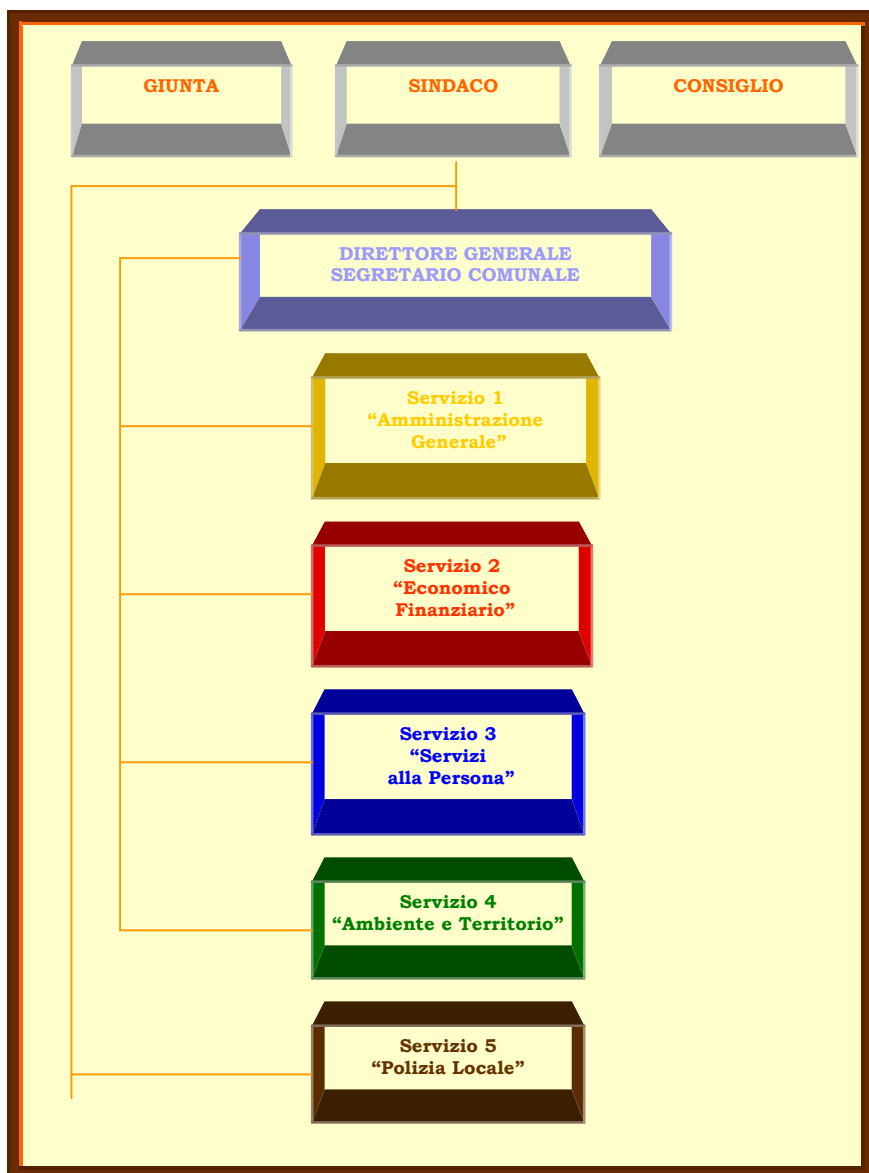 GIUNTA
SINDACO
CONSIGLIO
DIRETTORE GENERALE
SEGRETARIO COMUNALE
Servizio 1
“Amministrazione
Generale”
Servizio 2
“Economico
Finanziario”
Servizio 3
“Servizi
alla Persona”
Servizio 4
“Ambiente e Territorio”
Servizio 5
“Polizia Locale”